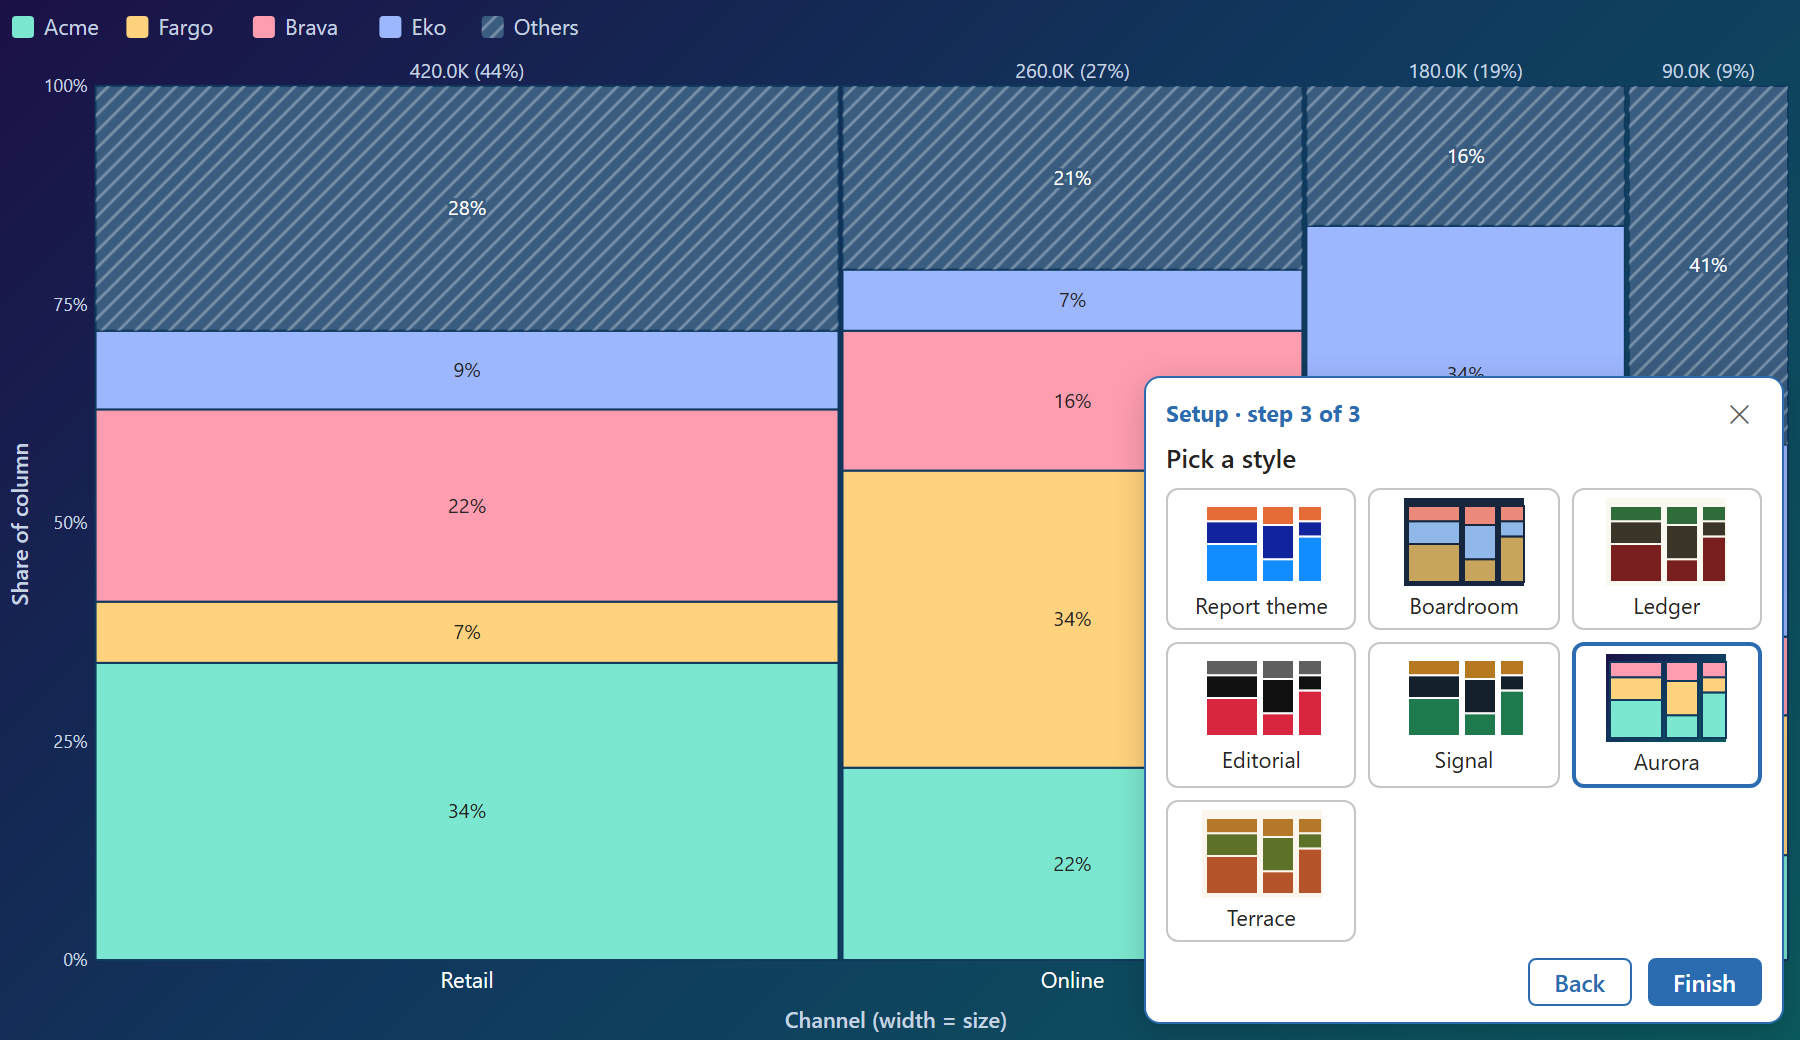 Acme Fargo Brava Eko Others
420.0K (44%) 260.0K (27%) 180.0K (19%) 90.0K (9%)
100%
75%
50%
25%
0%
Share of column
28%
9%
22%
7%
34%
21%
7%
16%
34%
22%
16%
34%
41%
Retail Online
Channel (width = size)
Setup · step 3 of 3
Pick a style
Report theme Boardroom Ledger
Editorial Signal Aurora
Terrace
Back Finish